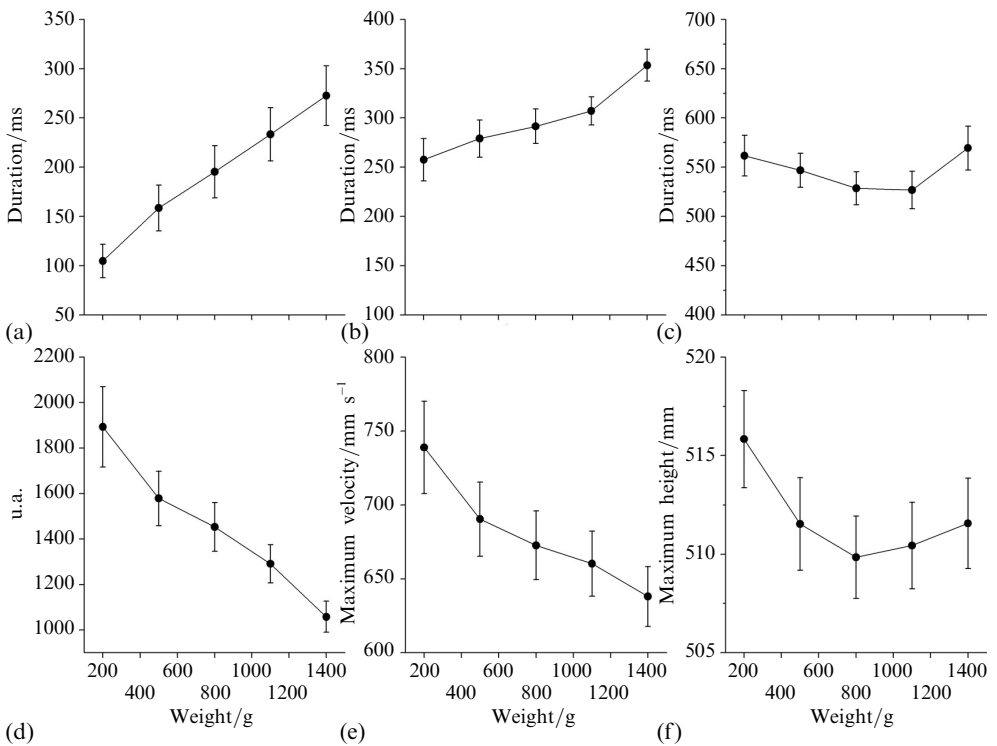 350
300
250
200
150
100
50
Duration/ms
(a)
400
350
300
250
200
150
100
Duration/ms
(b)
700
650
600
550
500
450
400
Duration/ms
(c)
2200
2000
1800
1600
1400
1200
1000
u.a.
200 600 1000 1400
400 800 1200
Weight/g
(d)
800
750
700
650
600
Maximum velocity/mm s⁻¹
200 600 1000 1400
400 800 1200
Weight/g
(e)
520
515
510
505
Maximum height/mm
200 600 1000 1400
400 800 1200
Weight/g
(f)